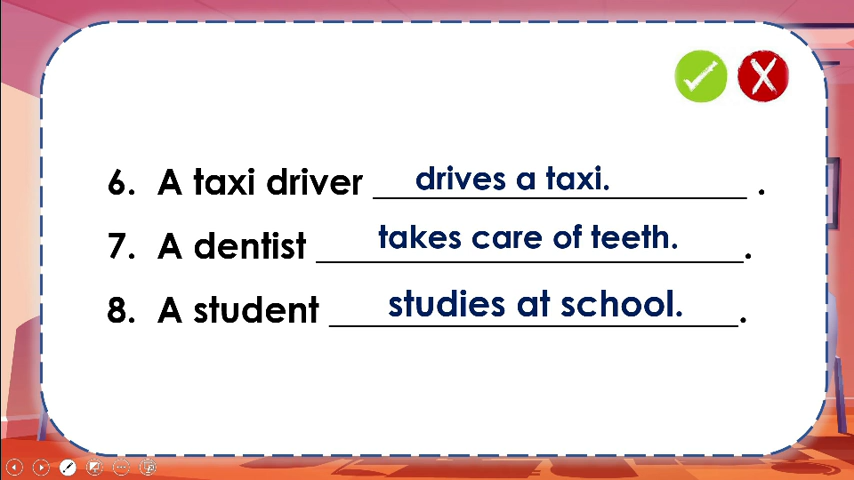 6. A taxi driver drives a taxi. .
7. A dentist takes care of teeth. .
8. A student studies at school. .